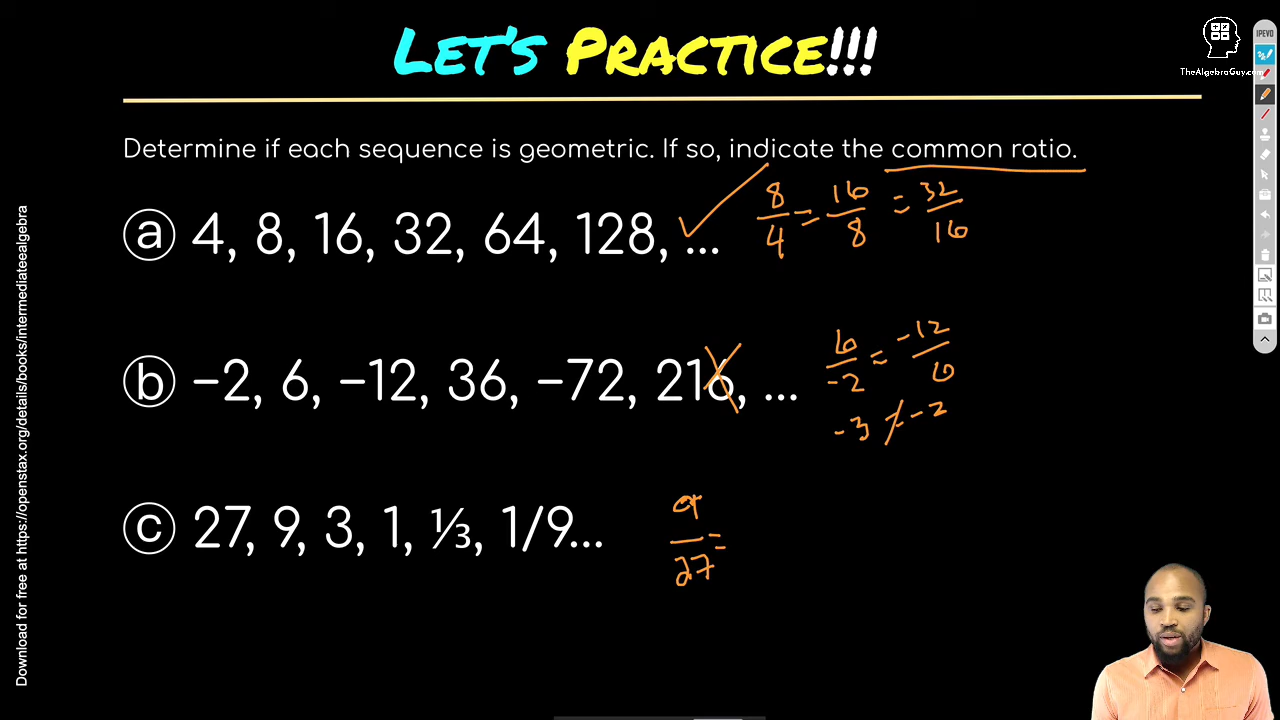 LET'S PRACTICE!!!
IPEVO
TheAlgebraGuy.com
Determine if each sequence is geometric. If so, indicate the common ratio.
ⓐ 4, 8, 16, 32, 64, 128, ...
8/4 = 16/8 = 32/16
ⓑ –2, 6, –12, 36, –72, 216, ...
6/-2 = -12/6
-3 ≠ -2
ⓒ 27, 9, 3, 1, ⅓, 1/9...
9/27 =
Download for free at https://openstax.org/details/books/intermediateealgebra